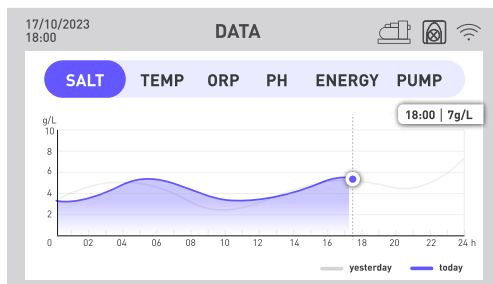 17/10/2023
18:00
DATA
SALT TEMP ORP PH ENERGY PUMP
18:00 | 7g/L
g/L
10
8
6
4
2
0 02 04 06 08 10 12 14 16 18 20 22 24 h
yesterday today